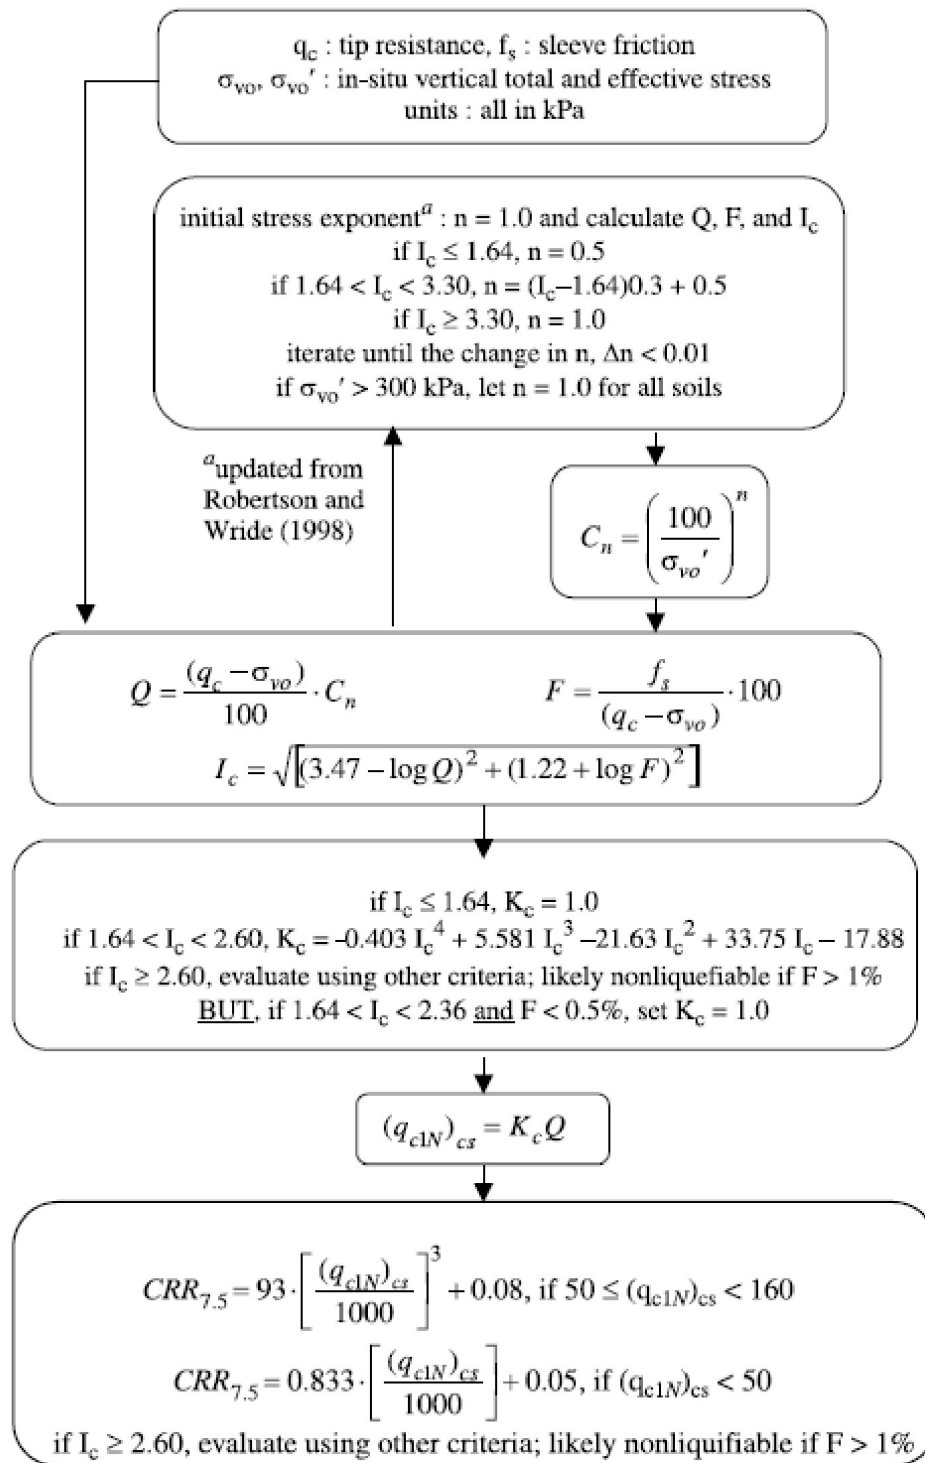 q_c : tip resistance, f_s : sleeve friction
σ_vo, σ_vo′ : in-situ vertical total and effective stress
units : all in kPa
initial stress exponent^a : n = 1.0 and calculate Q, F, and I_c
if I_c ≤ 1.64, n = 0.5
if 1.64 < I_c < 3.30, n = (I_c–1.64)0.3 + 0.5
if I_c ≥ 3.30, n = 1.0
iterate until the change in n, Δn < 0.01
if σ_vo′ > 300 kPa, let n = 1.0 for all soils
^a updated from
Robertson and
Wride (1998)
C_n = (100 / σ_vo′)^n
Q = (q_c – σ_vo) / 100 · C_n
F = f_s / (q_c – σ_vo) · 100
I_c = √[(3.47 – log Q)^2 + (1.22 + log F)^2]
if I_c ≤ 1.64, K_c = 1.0
if 1.64 < I_c < 2.60, K_c = –0.403 I_c^4 + 5.581 I_c^3 –21.63 I_c^2 + 33.75 I_c – 17.88
if I_c ≥ 2.60, evaluate using other criteria; likely nonliquefiable if F > 1%
BUT, if 1.64 < I_c < 2.36 and F < 0.5%, set K_c = 1.0
(q_c1N)_cs = K_c Q
CRR_7.5 = 93 · [(q_c1N)_cs / 1000]^3 + 0.08, if 50 ≤ (q_c1N)_cs < 160
CRR_7.5 = 0.833 · [(q_c1N)_cs / 1000] + 0.05, if (q_c1N)_cs < 50
if I_c ≥ 2.60, evaluate using other criteria; likely nonliquifiable if F > 1%